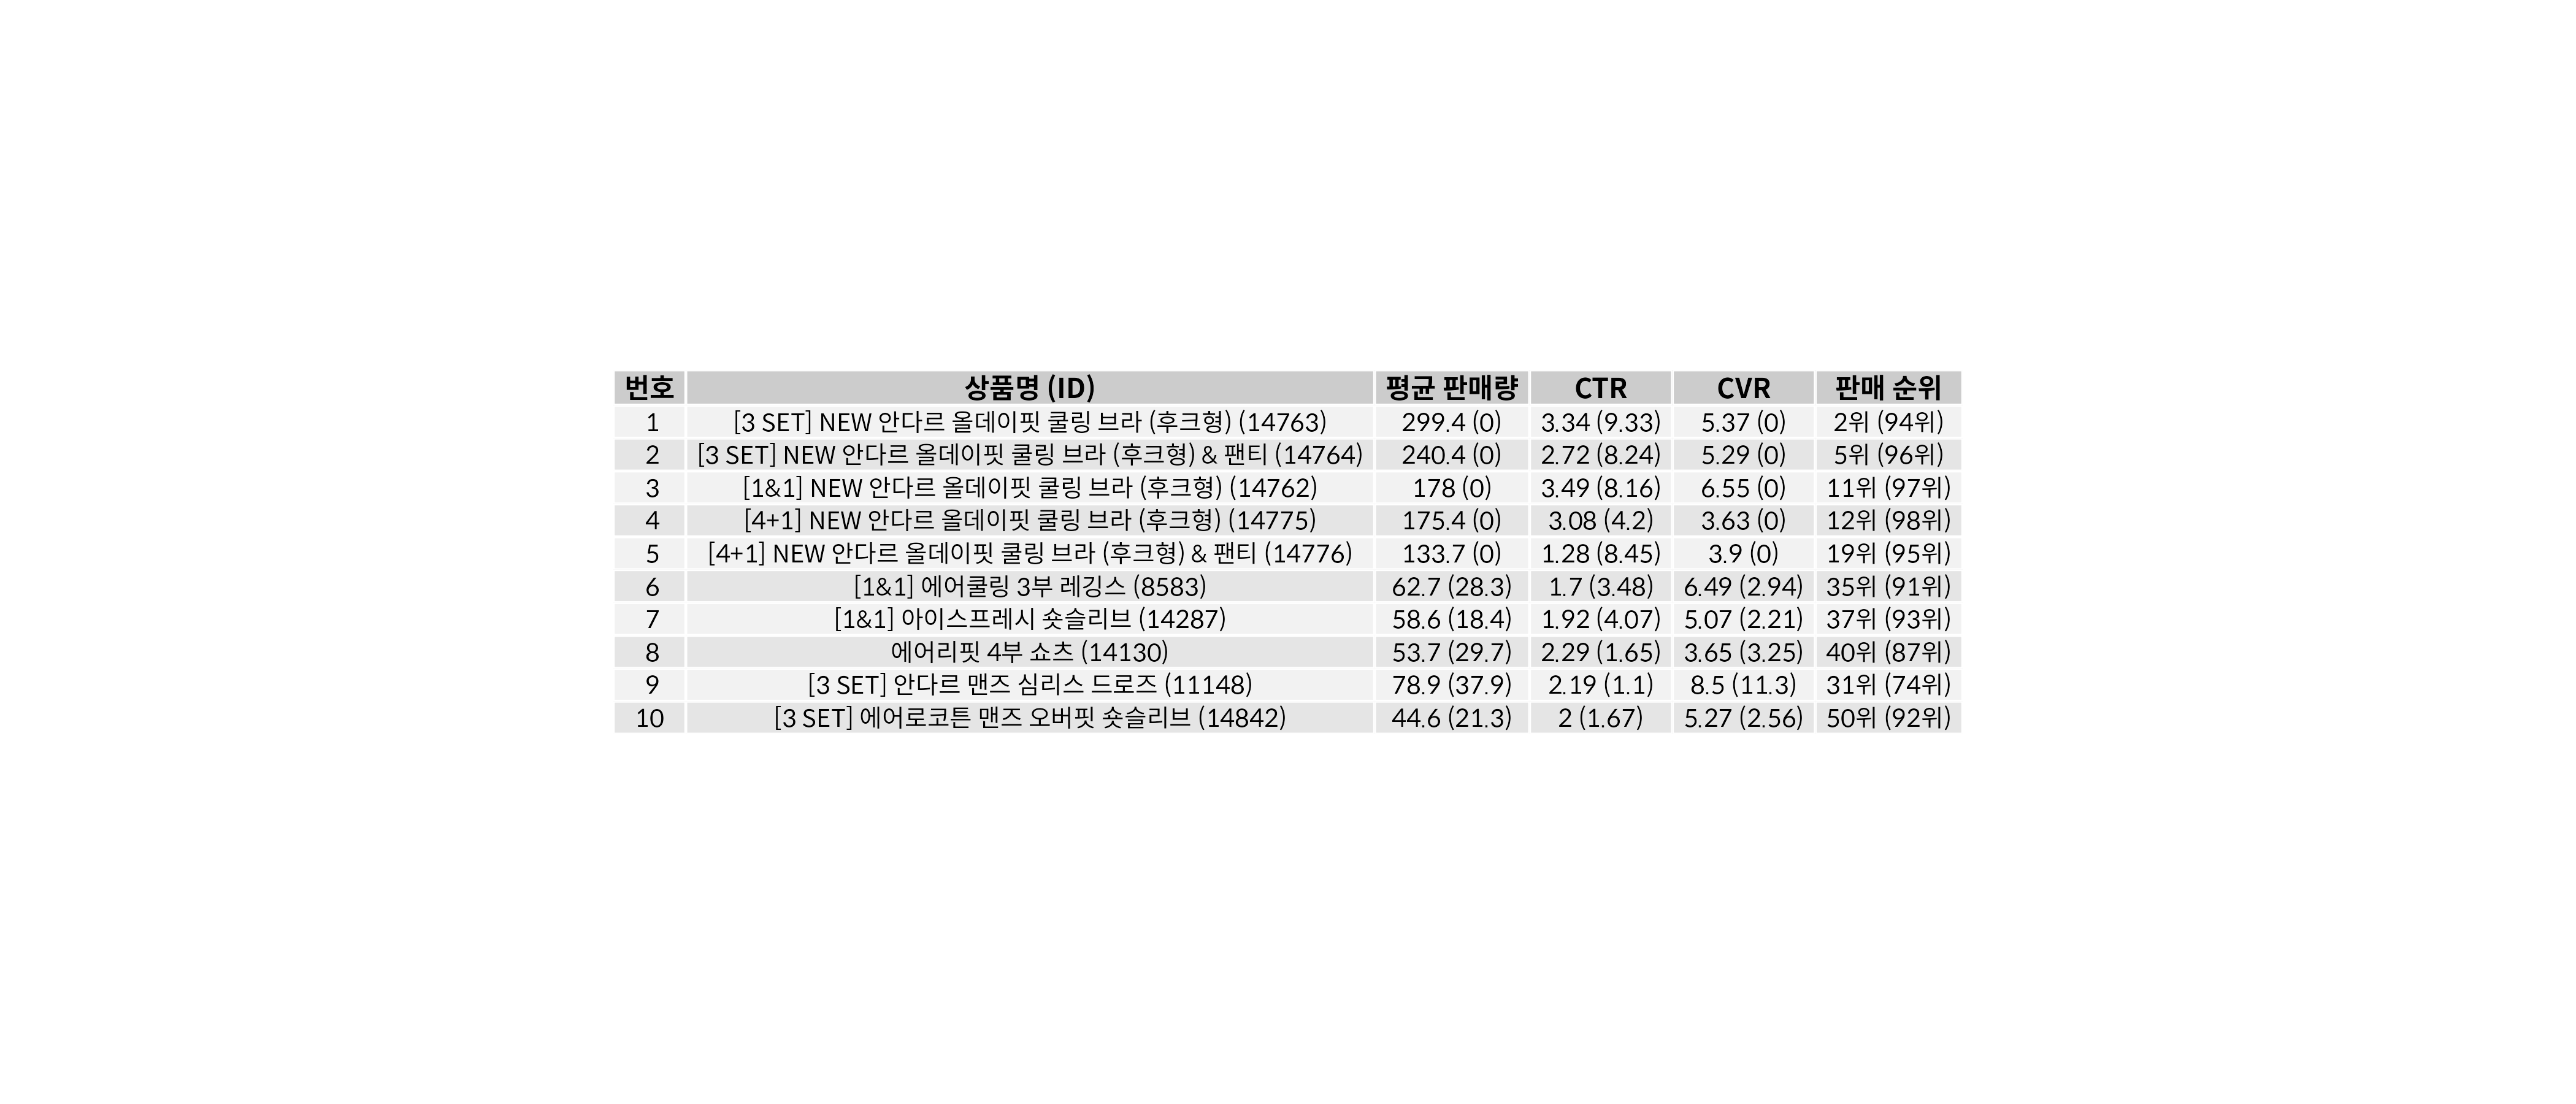 번호 상품명 (ID) 평균 판매량 CTR CVR 판매 순위
1 [3 SET] NEW 안다르 올데이핏 쿨링 브라 (후크형) (14763) 299.4 (0) 3.34 (9.33) 5.37 (0) 2위 (94위)
2 [3 SET] NEW 안다르 올데이핏 쿨링 브라 (후크형) & 팬티 (14764) 240.4 (0) 2.72 (8.24) 5.29 (0) 5위 (96위)
3 [1&1] NEW 안다르 올데이핏 쿨링 브라 (후크형) (14762) 178 (0) 3.49 (8.16) 6.55 (0) 11위 (97위)
4 [4+1] NEW 안다르 올데이핏 쿨링 브라 (후크형) (14775) 175.4 (0) 3.08 (4.2) 3.63 (0) 12위 (98위)
5 [4+1] NEW 안다르 올데이핏 쿨링 브라 (후크형) & 팬티 (14776) 133.7 (0) 1.28 (8.45) 3.9 (0) 19위 (95위)
6 [1&1] 에어쿨링 3부 레깅스 (8583) 62.7 (28.3) 1.7 (3.48) 6.49 (2.94) 35위 (91위)
7 [1&1] 아이스프레시 숏슬리브 (14287) 58.6 (18.4) 1.92 (4.07) 5.07 (2.21) 37위 (93위)
8 에어리핏 4부 쇼츠 (14130) 53.7 (29.7) 2.29 (1.65) 3.65 (3.25) 40위 (87위)
9 [3 SET] 안다르 맨즈 심리스 드로즈 (11148) 78.9 (37.9) 2.19 (1.1) 8.5 (11.3) 31위 (74위)
10 [3 SET] 에어로코튼 맨즈 오버핏 숏슬리브 (14842) 44.6 (21.3) 2 (1.67) 5.27 (2.56) 50위 (92위)